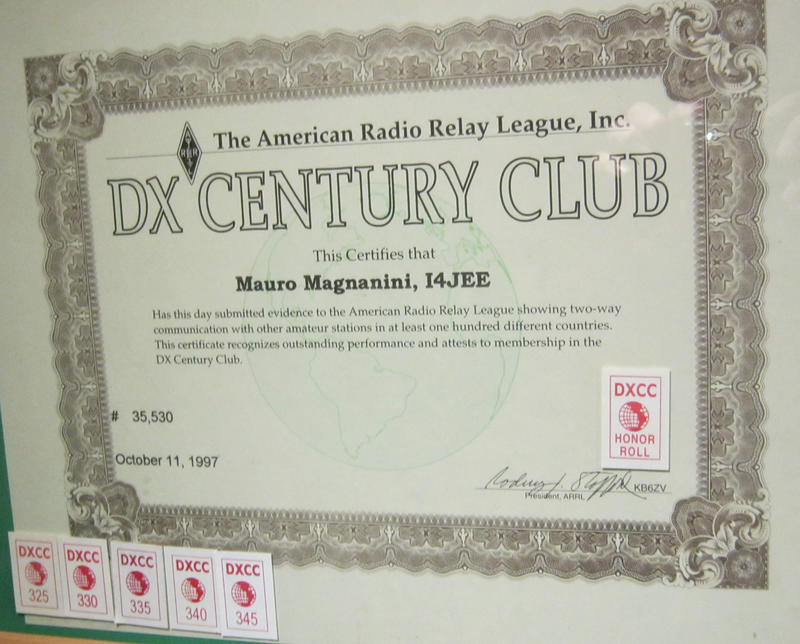 The American Radio Relay League, Inc.
ARRL
DX CENTURY CLUB
This Certifies that
Mauro Magnanini, I4JEE
Has this day submitted evidence to the American Radio Relay League showing two-way
communication with other amateur stations in at least one hundred different countries.
This certificate recognizes outstanding performance and attests to membership in the
DX Century Club.
# 35,530
October 11, 1997
DXCC
HONOR
ROLL
KB6ZV
President, ARRL
DXCC
325
DXCC
330
DXCC
335
DXCC
340
DXCC
345